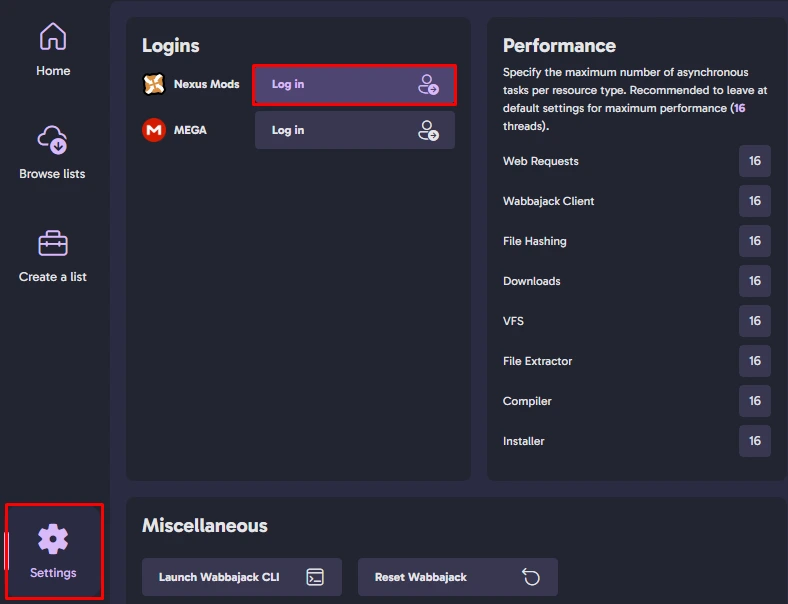 Home
Browse lists
Create a list
Settings
Logins
Nexus Mods
Log in
MEGA
Log in
Performance
Specify the maximum number of asynchronous
tasks per resource type. Recommended to leave at
default settings for maximum performance (16
threads).
Web Requests 16
Wabbajack Client 16
File Hashing 16
Downloads 16
VFS 16
File Extractor 16
Compiler 16
Installer 16
Miscellaneous
Launch Wabbajack CLI
Reset Wabbajack